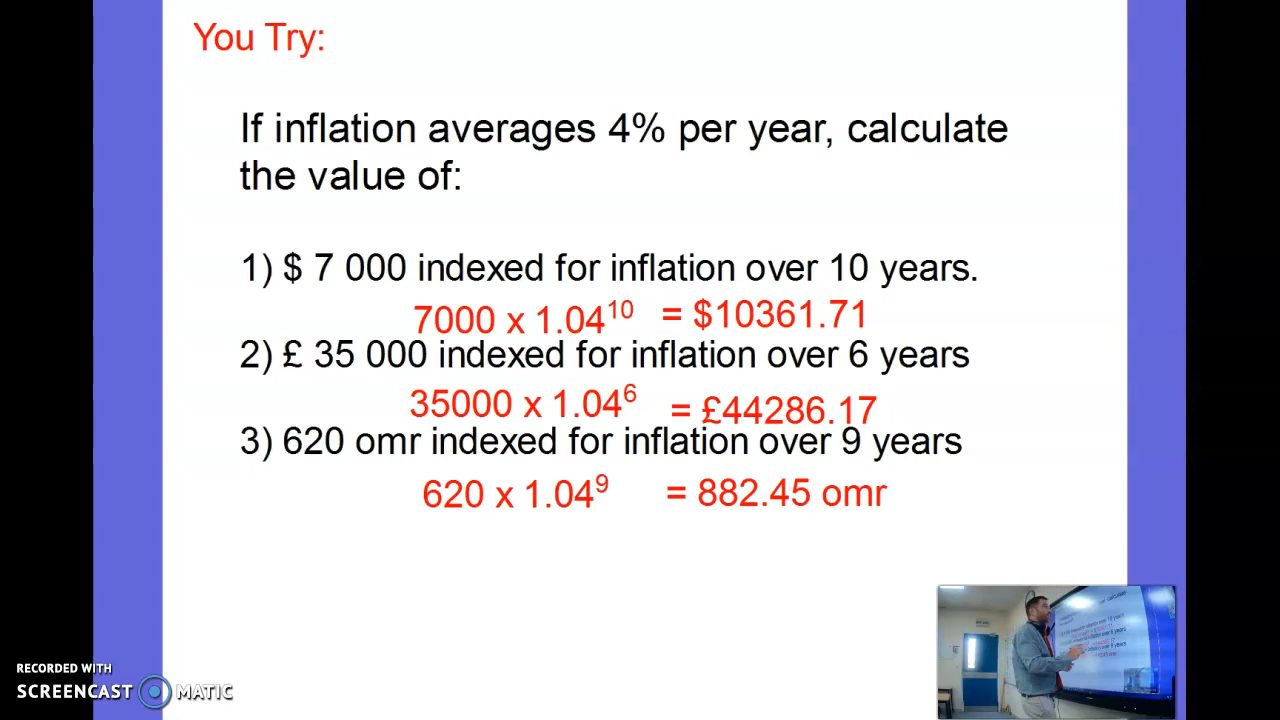 You Try:
If inflation averages 4% per year, calculate
the value of:
1) $ 7 000 indexed for inflation over 10 years.
7000 x 1.04¹⁰ = $10361.71
2) £ 35 000 indexed for inflation over 6 years
35000 x 1.04⁶ = £44286.17
3) 620 omr indexed for inflation over 9 years
620 x 1.04⁹ = 882.45 omr
RECORDED WITH
SCREENCAST MATIC